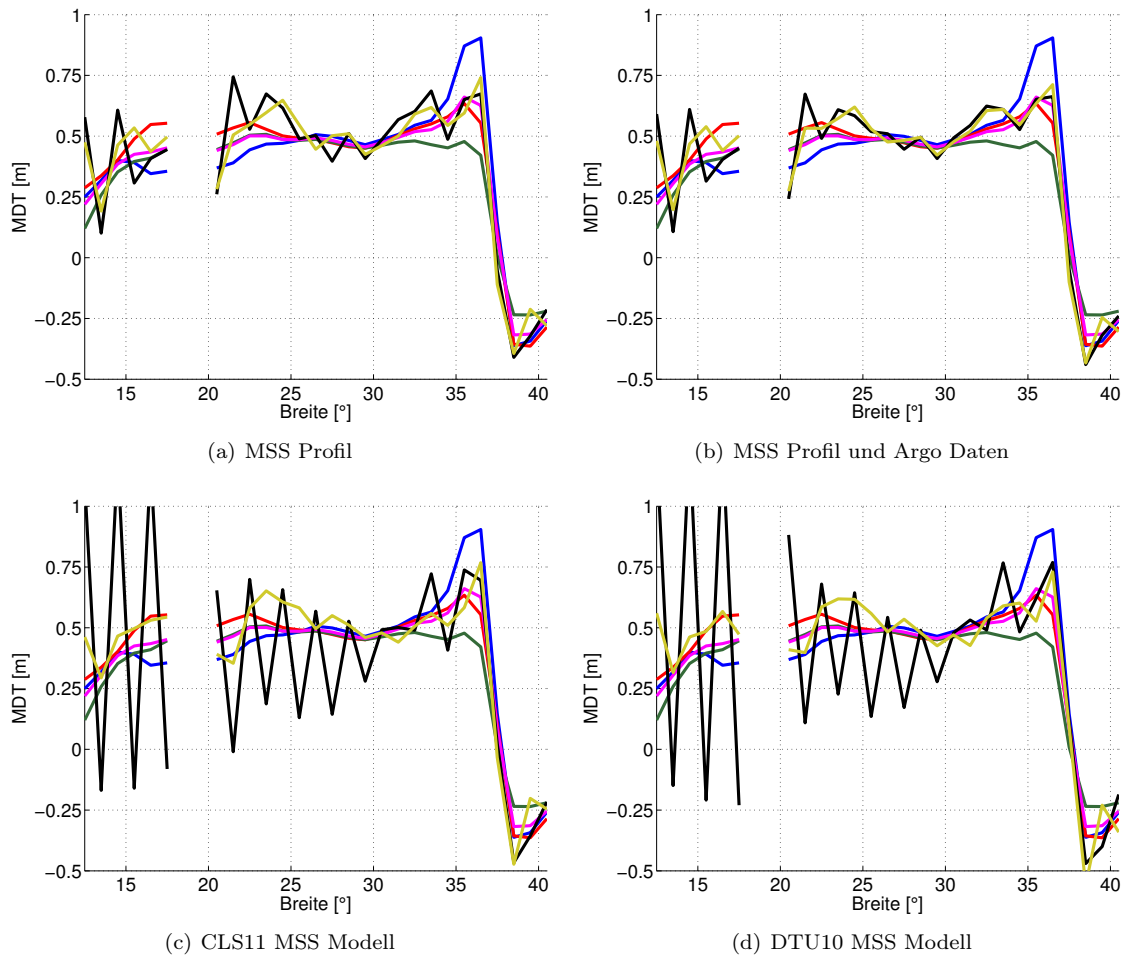 1
0.75
0.5
0.25
0
−0.25
−0.5
MDT [m]
15 20 25 30 35 40
Breite [°]
(a) MSS Profil
1
0.75
0.5
0.25
0
−0.25
−0.5
MDT [m]
15 20 25 30 35 40
Breite [°]
(b) MSS Profil und Argo Daten
1
0.75
0.5
0.25
0
−0.25
−0.5
MDT [m]
15 20 25 30 35 40
Breite [°]
(c) CLS11 MSS Modell
1
0.75
0.5
0.25
0
−0.25
−0.5
MDT [m]
15 20 25 30 35 40
Breite [°]
(d) DTU10 MSS Modell